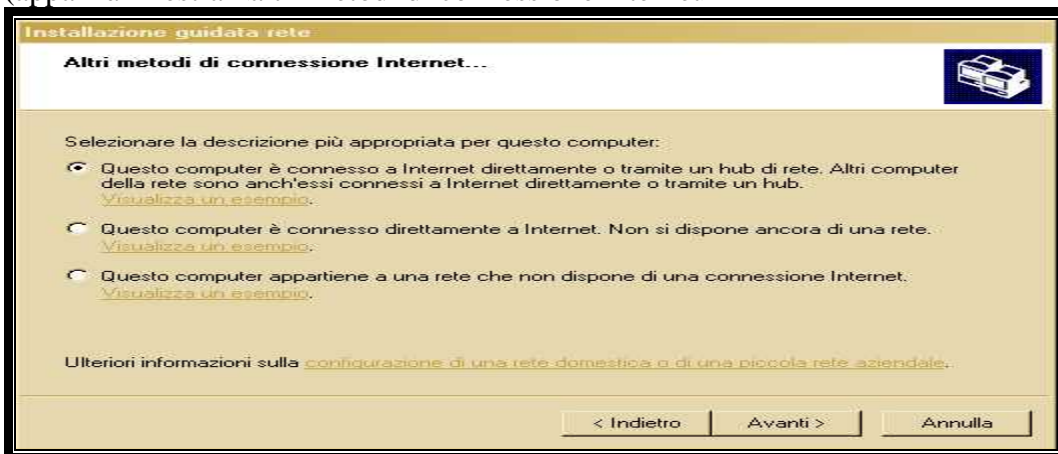 Installazione guidata rete
Altri metodi di connessione Internet...
Selezionare la descrizione più appropriata per questo computer:
Questo computer è connesso a Internet direttamente o tramite un hub di rete. Altri computer
della rete sono anch'essi connessi a Internet direttamente o tramite un hub.
Visualizza un esempio.
Questo computer è connesso direttamente a Internet. Non si dispone ancora di una rete.
Visualizza un esempio.
Questo computer appartiene a una rete che non dispone di una connessione Internet.
Visualizza un esempio.
Ulteriori informazioni sulla configurazione di una rete domestica o di una piccola rete aziendale.
< Indietro Avanti > Annulla